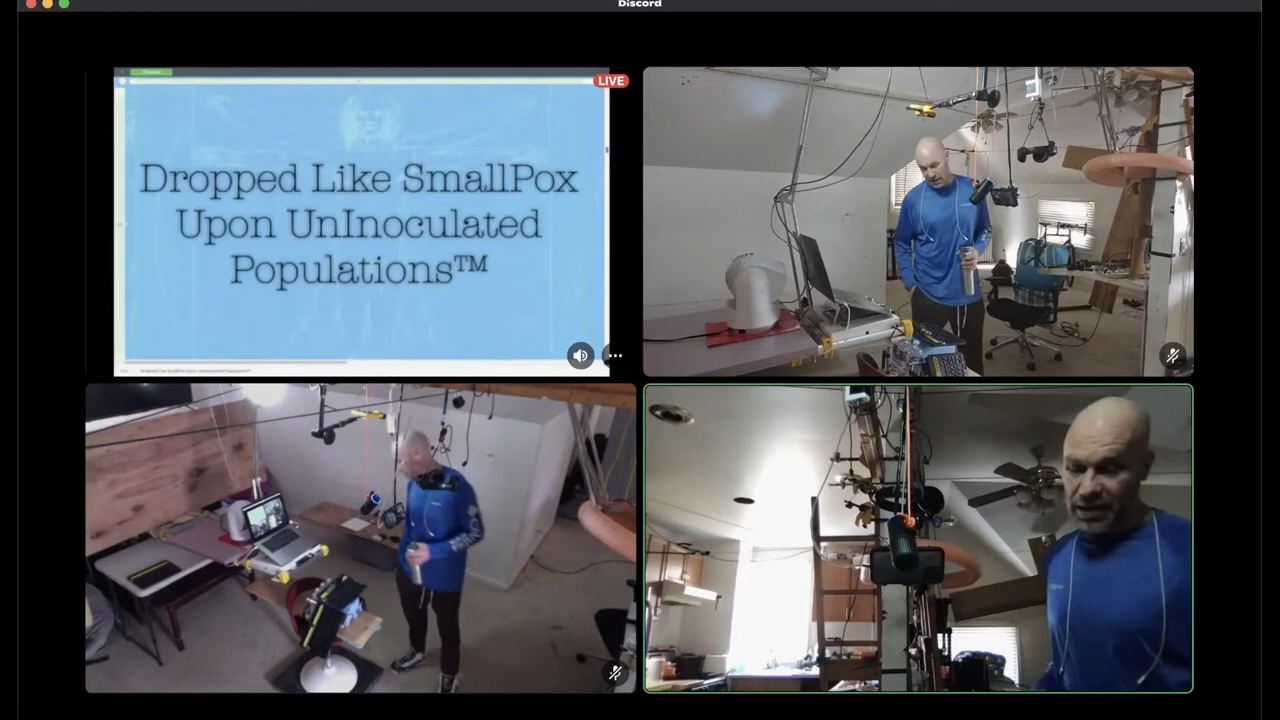 Discord
LIVE
Dropped Like SmallPox
Upon UnInoculated
Populations™